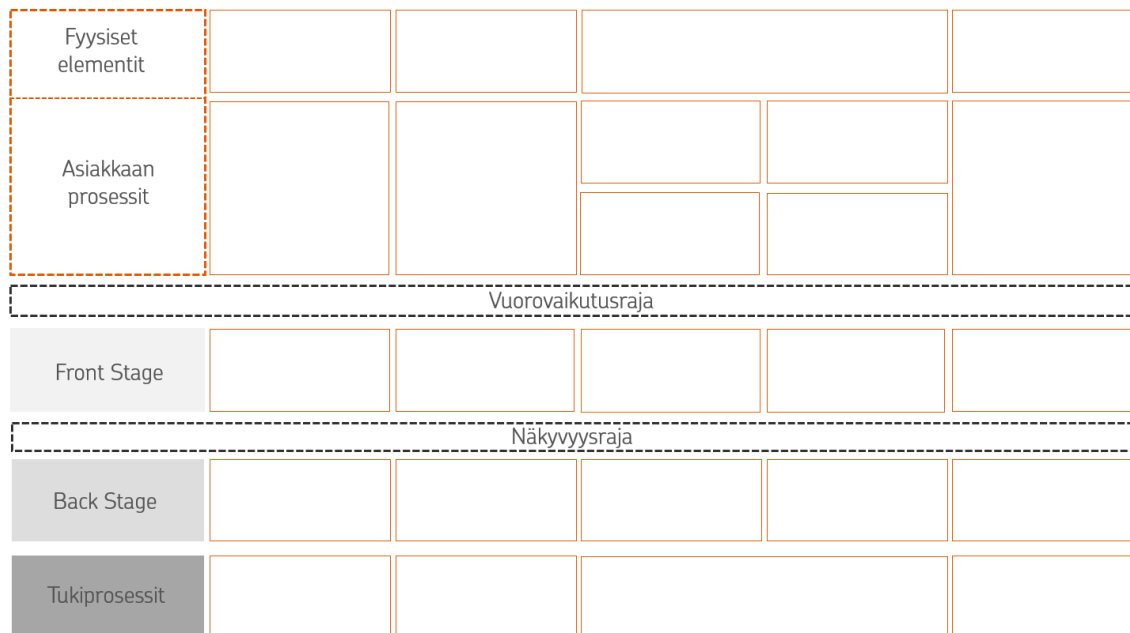 Fyysiset
elementit
Asiakkaan
prosessit
Vuorovaikutusraja
Front Stage
Näkyvyysraja
Back Stage
Tukiprosessit